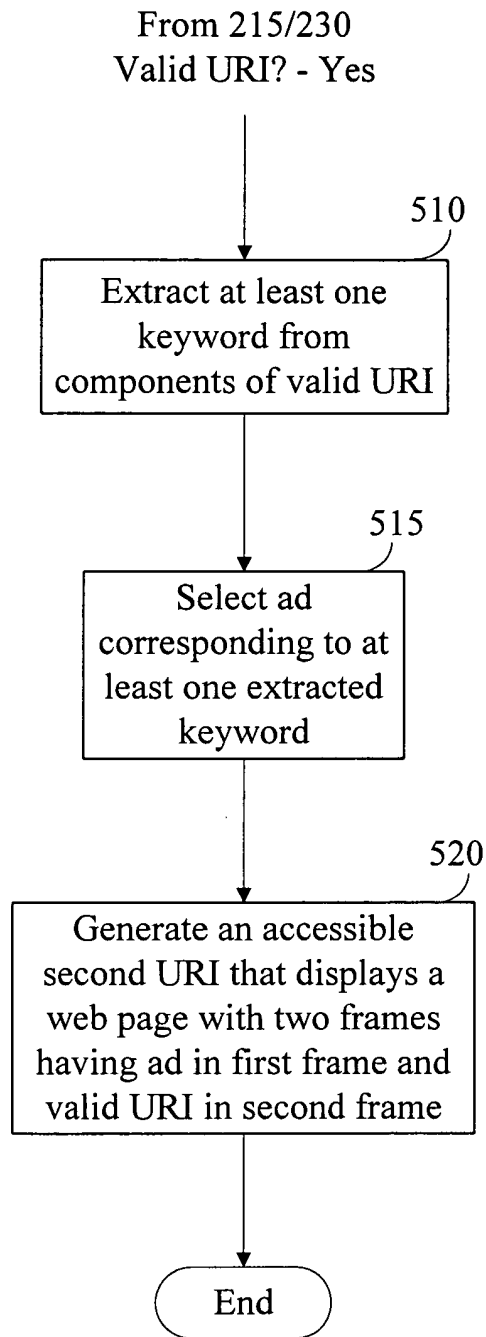 From 215/230
Valid URI? - Yes
510
Extract at least one
keyword from
components of valid URI
515
Select ad
corresponding to at
least one extracted
keyword
520
Generate an accessible
second URI that displays a
web page with two frames
having ad in first frame and
valid URI in second frame
End